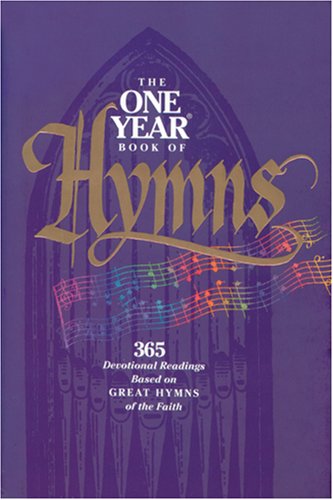 THE
ONE
YEAR®
BOOK OF
Hymns
365
Devotional Readings
Based on
GREAT HYMNS
of the Faith